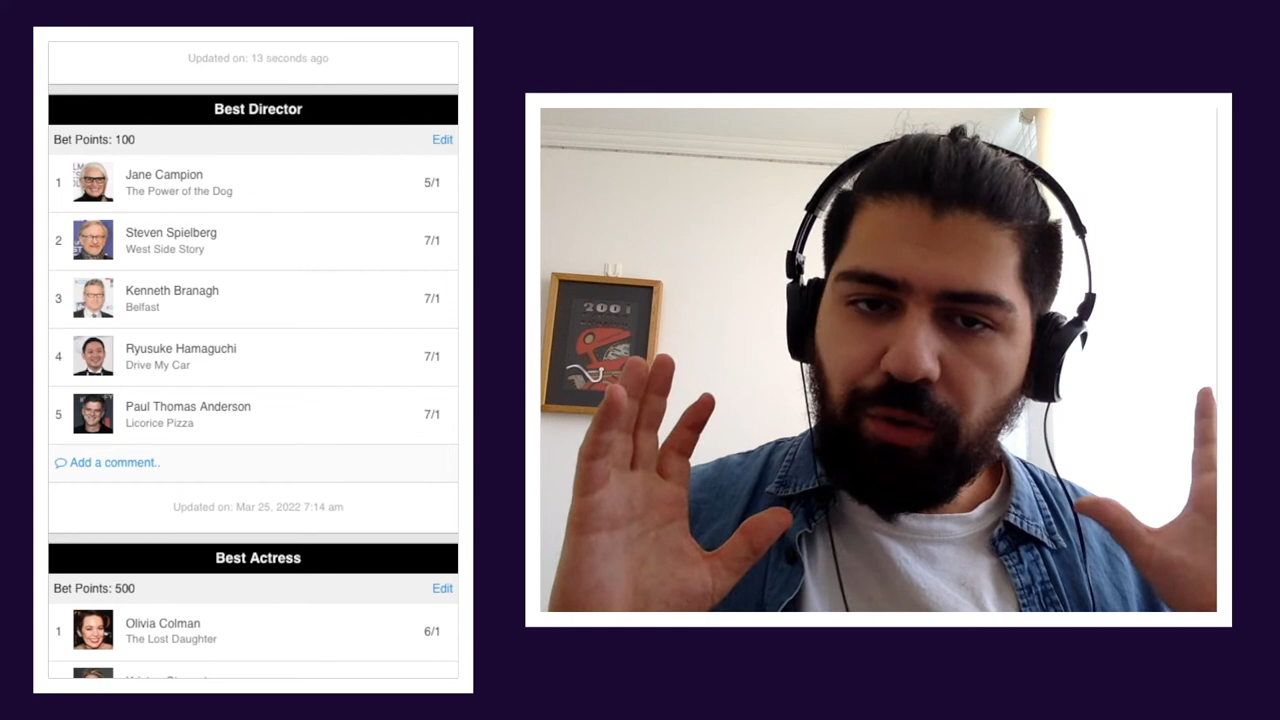 Updated on: 13 seconds ago
Best Director
Bet Points: 100 Edit
1 Jane Campion 5/1
The Power of the Dog
2 Steven Spielberg 7/1
West Side Story
3 Kenneth Branagh 7/1
Belfast
4 Ryusuke Hamaguchi 7/1
Drive My Car
5 Paul Thomas Anderson 7/1
Licorice Pizza
Add a comment..
Updated on: Mar 25, 2022 7:14 am
Best Actress
Bet Points: 500 Edit
1 Olivia Colman 6/1
The Lost Daughter
2001